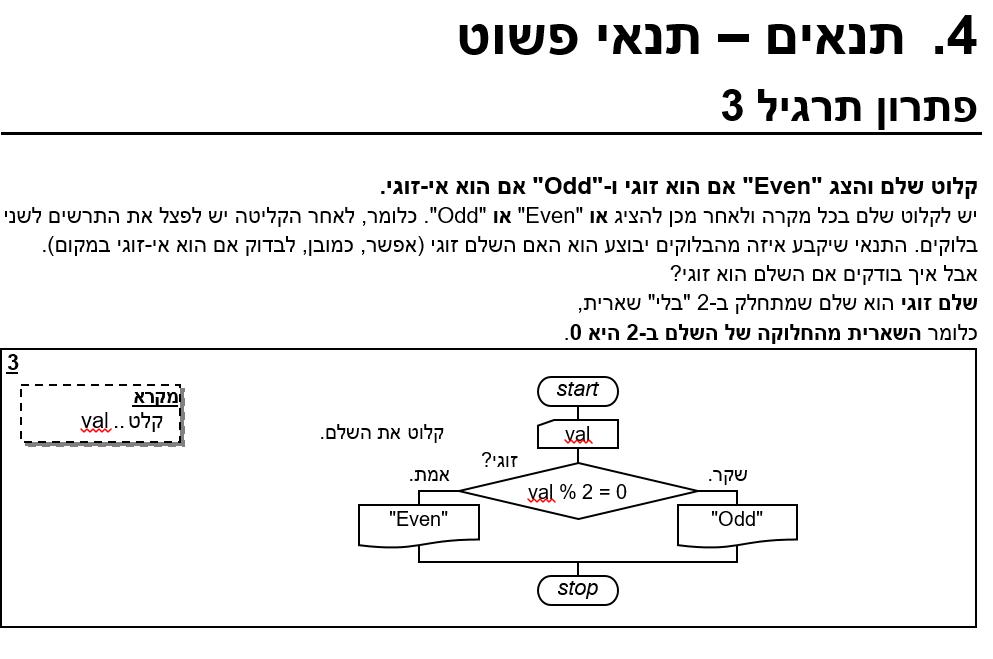 4. תנאים – תנאי פשוט
פתרון תרגיל 3
קלוט שלם והצג "Even" אם הוא זוגי ו-"Odd" אם הוא אי-זוגי.
יש לקלוט שלם בכל מקרה ולאחר מכן להציג או "Even" או "Odd". כלומר, לאחר הקליטה יש לפצל את התרשים לשני
בלוקים. התנאי שיקבע איזה מהבלוקים יבוצע הוא האם השלם זוגי (אפשר, כמובן, לבדוק אם הוא אי-זוגי במקום).
אבל איך בודקים אם השלם הוא זוגי?
שלם זוגי הוא שלם שמתחלק ב-2 "בלי" שארית,
כלומר השארית מהחלוקה של השלם ב-2 היא 0.
3
מקרא
קלט.. val
start
קלוט את השלם.
val
זוגי?
אמת.
שקר.
val % 2 = 0
"Even"
"Odd"
stop